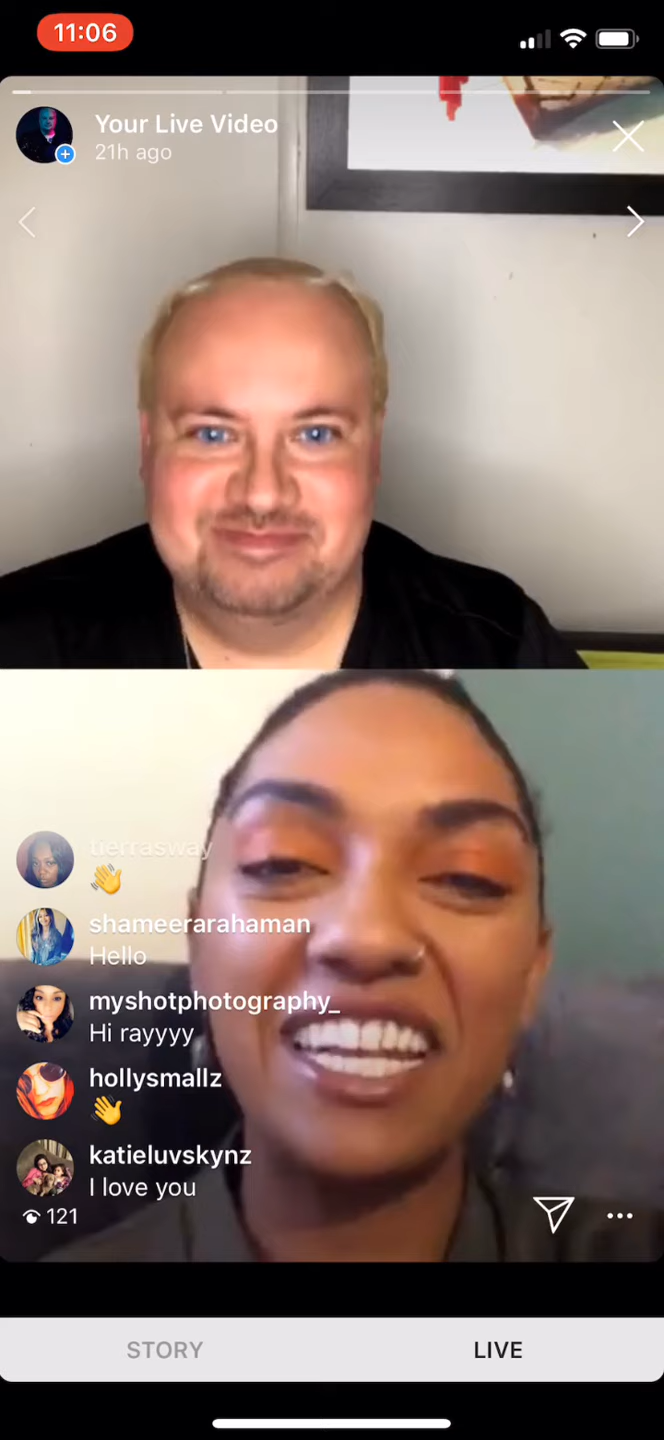 11:06
Your Live Video
21h ago
tierrasway
👋
shameerarahaman
Hello
myshotphotography_
Hi rayyyy
hollysmallz
👋
katieluvskynz
I love you
121
STORY
LIVE